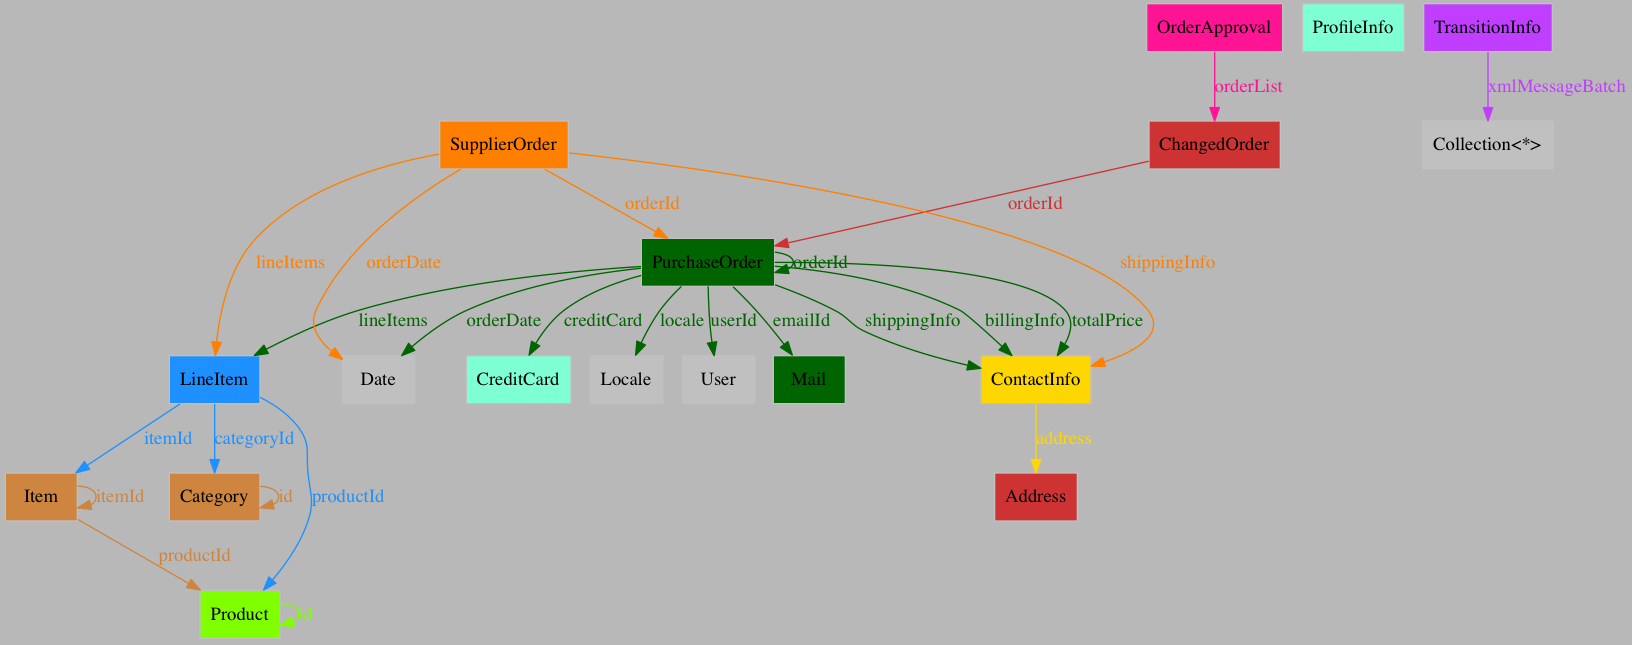 OrderApproval
ProfileInfo
TransitionInfo
orderList
xmlMessageBatch
SupplierOrder
ChangedOrder
Collection<*>
orderId
orderId
lineItems
orderDate
PurchaseOrder
orderId
shippingInfo
lineItems
orderDate
creditCard
locale
userId
emailId
shippingInfo
billingInfo
totalPrice
LineItem
Date
CreditCard
Locale
User
Mail
ContactInfo
itemId
categoryId
address
Item
itemId
Category
id
productId
Address
productId
Product
id